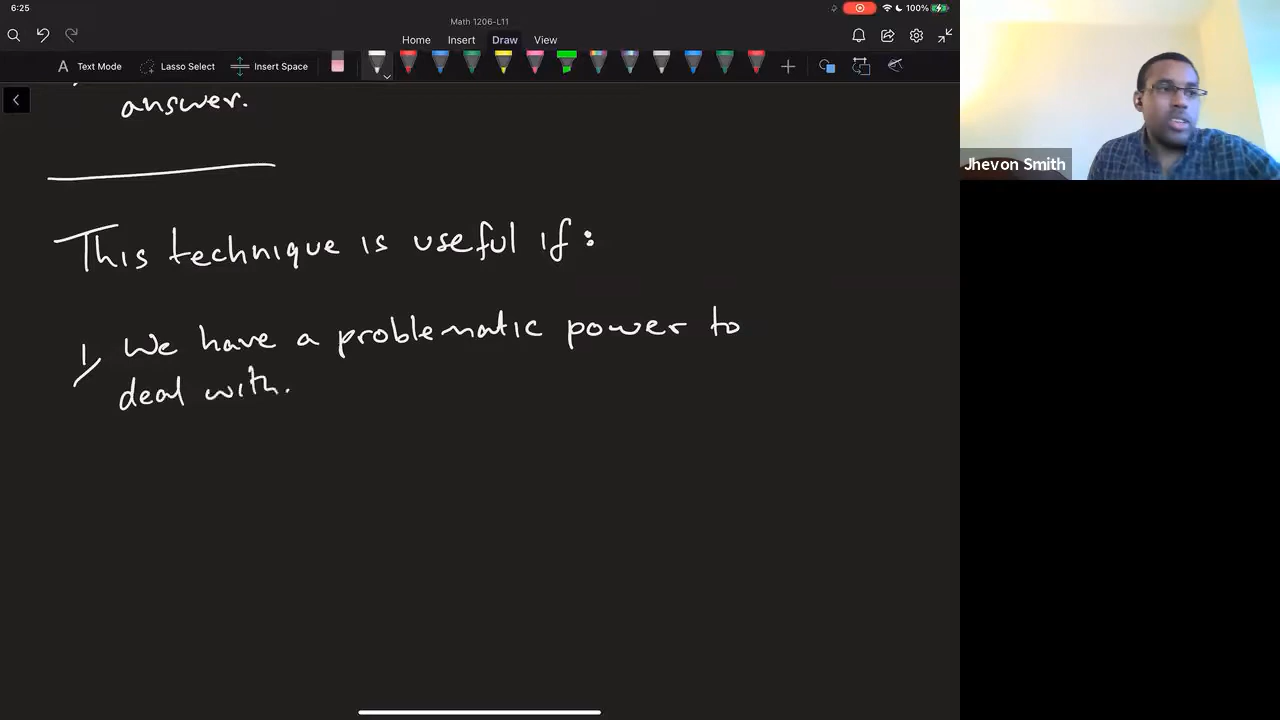 6:25
100%
Math 1206-L11
Home Insert Draw View
Text Mode Lasso Select Insert Space
answer.
This technique is useful if:
1, We have a problematic power to
deal with.
Jhevon Smith